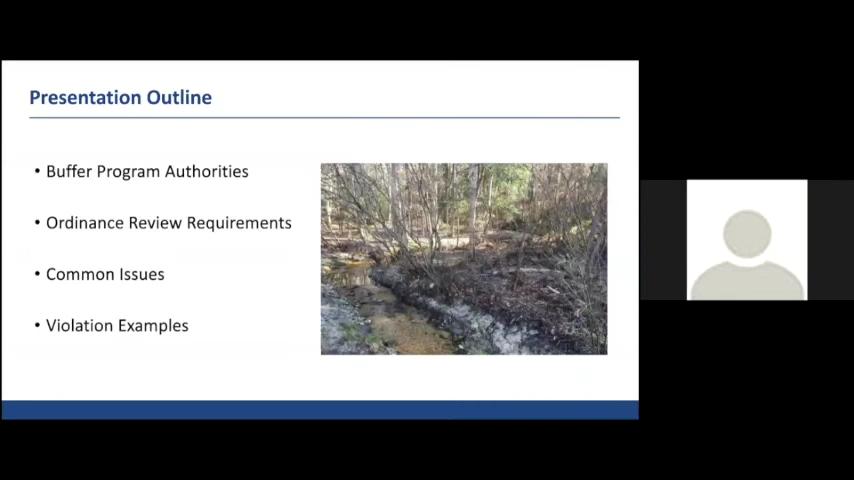 Presentation Outline
• Buffer Program Authorities
• Ordinance Review Requirements
• Common Issues
• Violation Examples